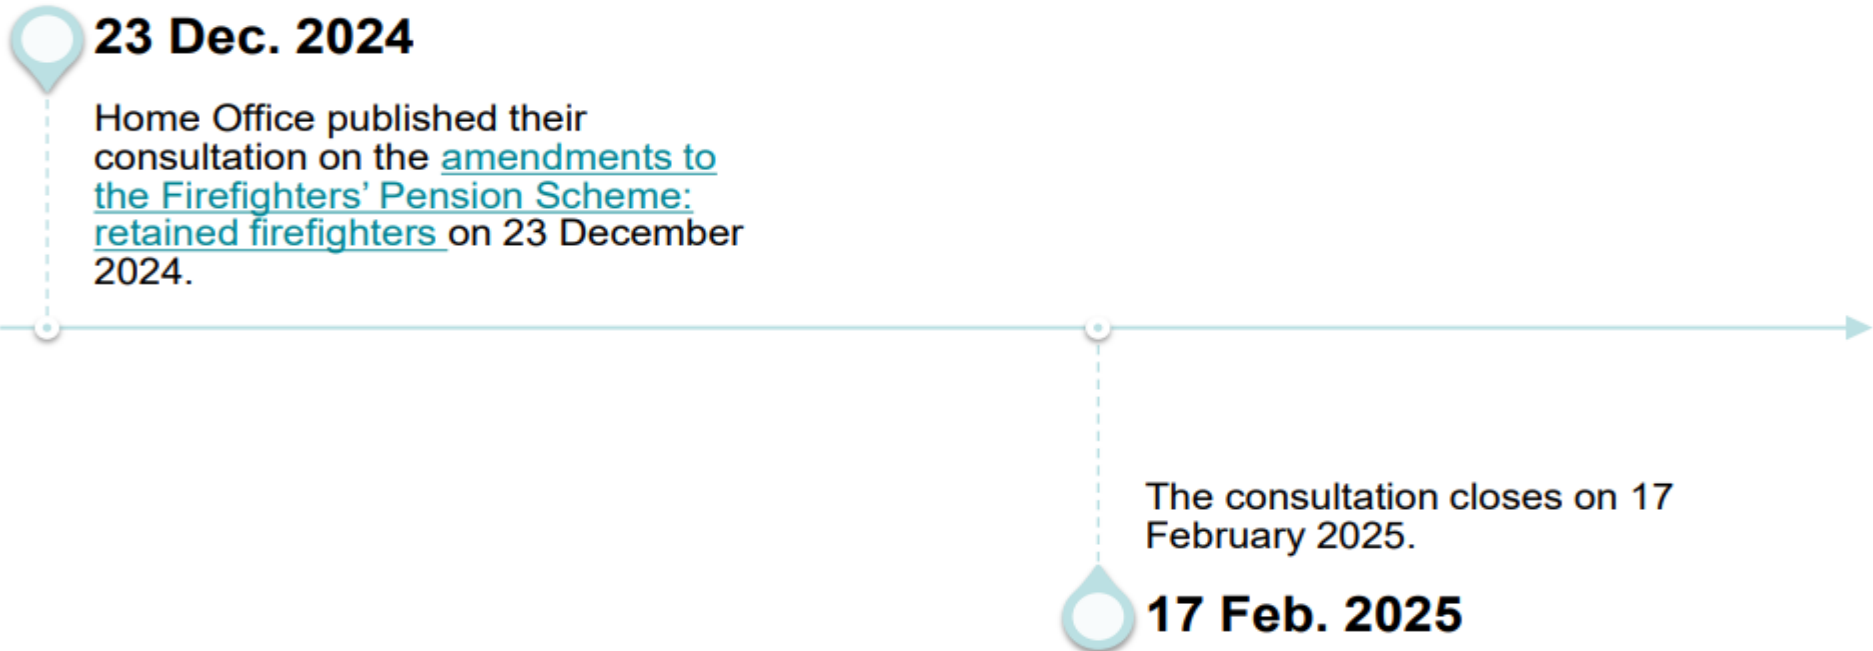 23 Dec. 2024
Home Office published their
consultation on the amendments to
the Firefighters’ Pension Scheme:
retained firefighters on 23 December
2024.
The consultation closes on 17
February 2025.
17 Feb. 2025